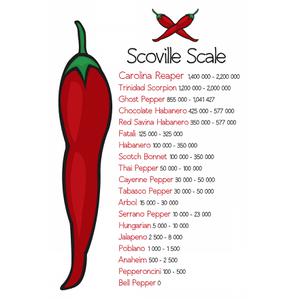 Scoville Scale
Carolina Reaper 1,400 000 - 2,200 000
Trinidad Scorpion 1,200 000 - 2,000 000
Ghost Pepper 855 000 - 1,041 427
Chocolate Habanero 425 000 - 577 000
Red Savina Habanero 350 000 - 577 000
Fatali 125 000 - 325 000
Habanero 100 000 - 350 000
Scotch Bonnet 100 000 - 350 000
Thai Pepper 50 000 - 100 000
Cayenne Pepper 30 000 - 50 000
Tabasco Pepper 30 000 - 50 000
Arbol 15 000 - 30 000
Serrano Pepper 10 000 - 23 000
Hungarian 5 000 - 10 000
Jalapeno 2 500 - 8 000
Poblano 1 000 - 1 500
Anaheim 500 - 2 500
Pepperoncini 100 - 500
Bell Pepper 0